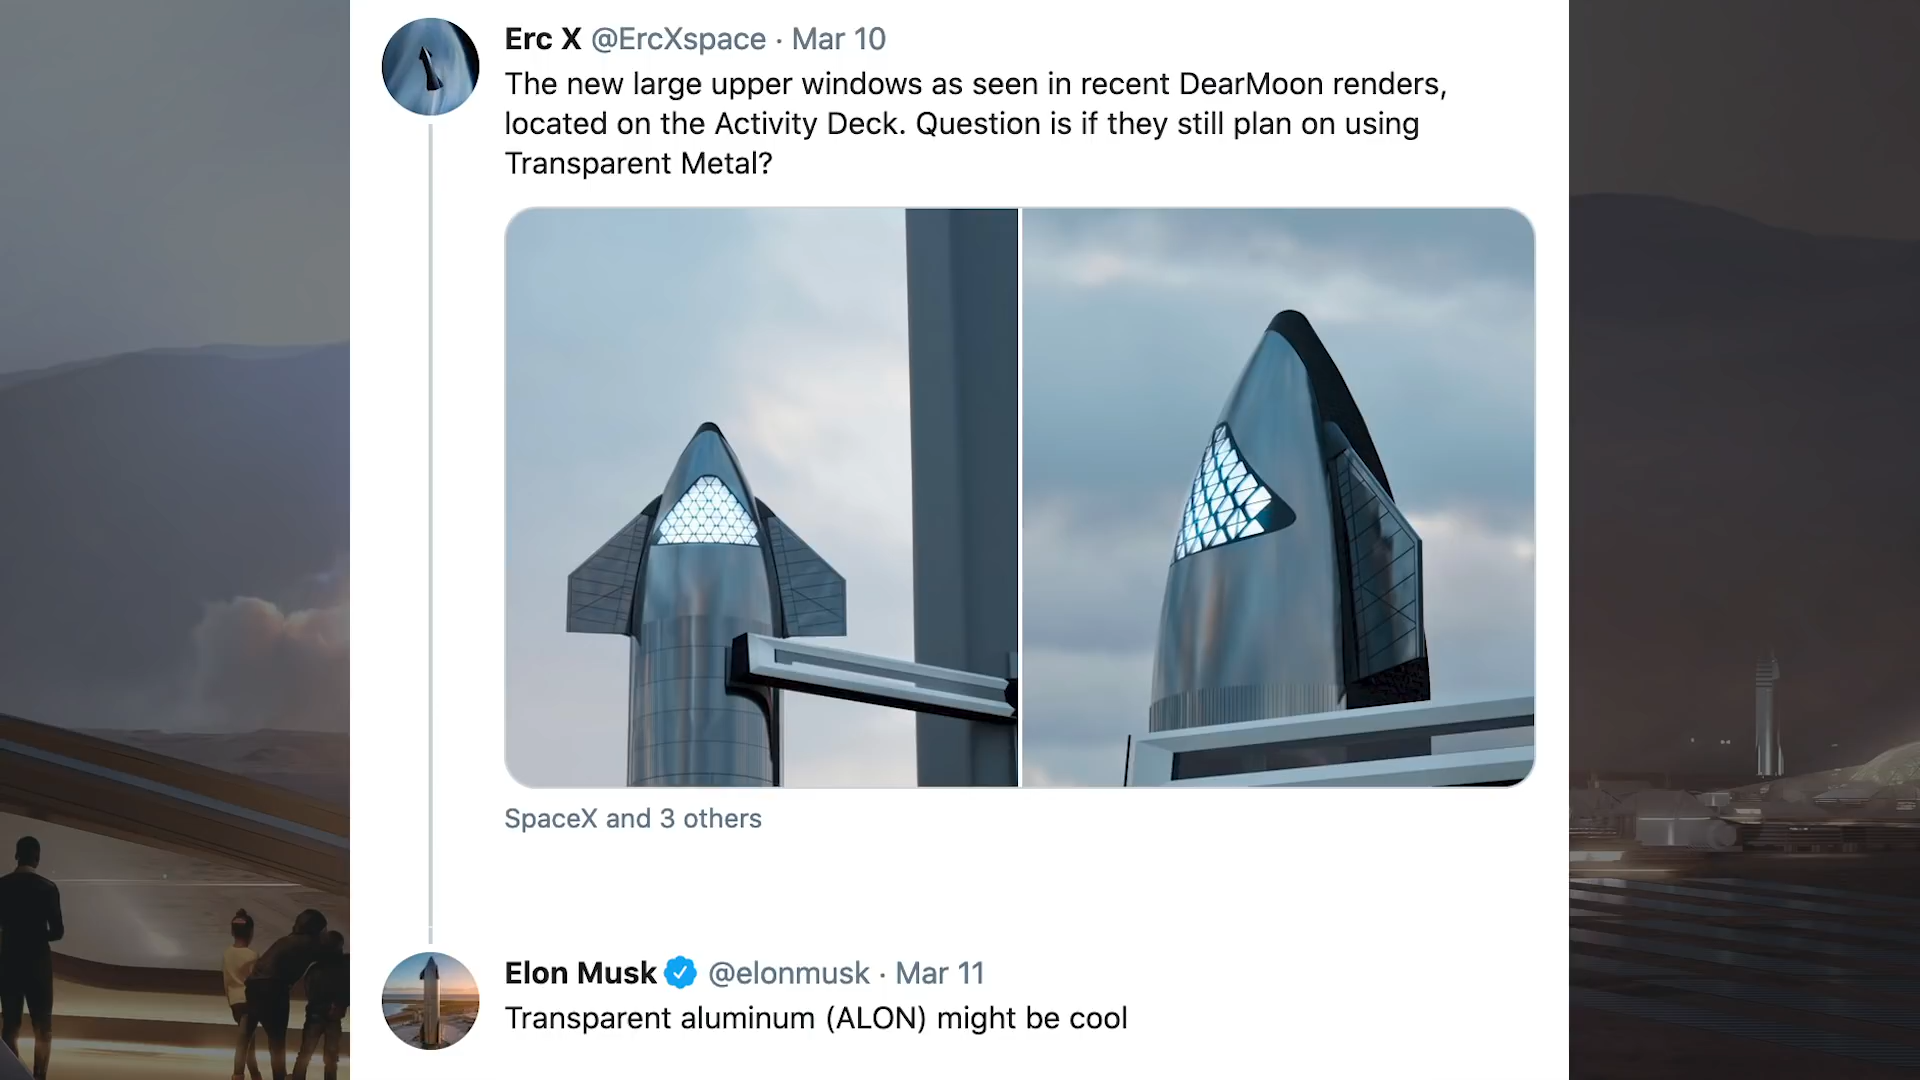 Erc X @ErcXspace · Mar 10
The new large upper windows as seen in recent DearMoon renders,
located on the Activity Deck. Question is if they still plan on using
Transparent Metal?
SpaceX and 3 others
Elon Musk @elonmusk · Mar 11
Transparent aluminum (ALON) might be cool